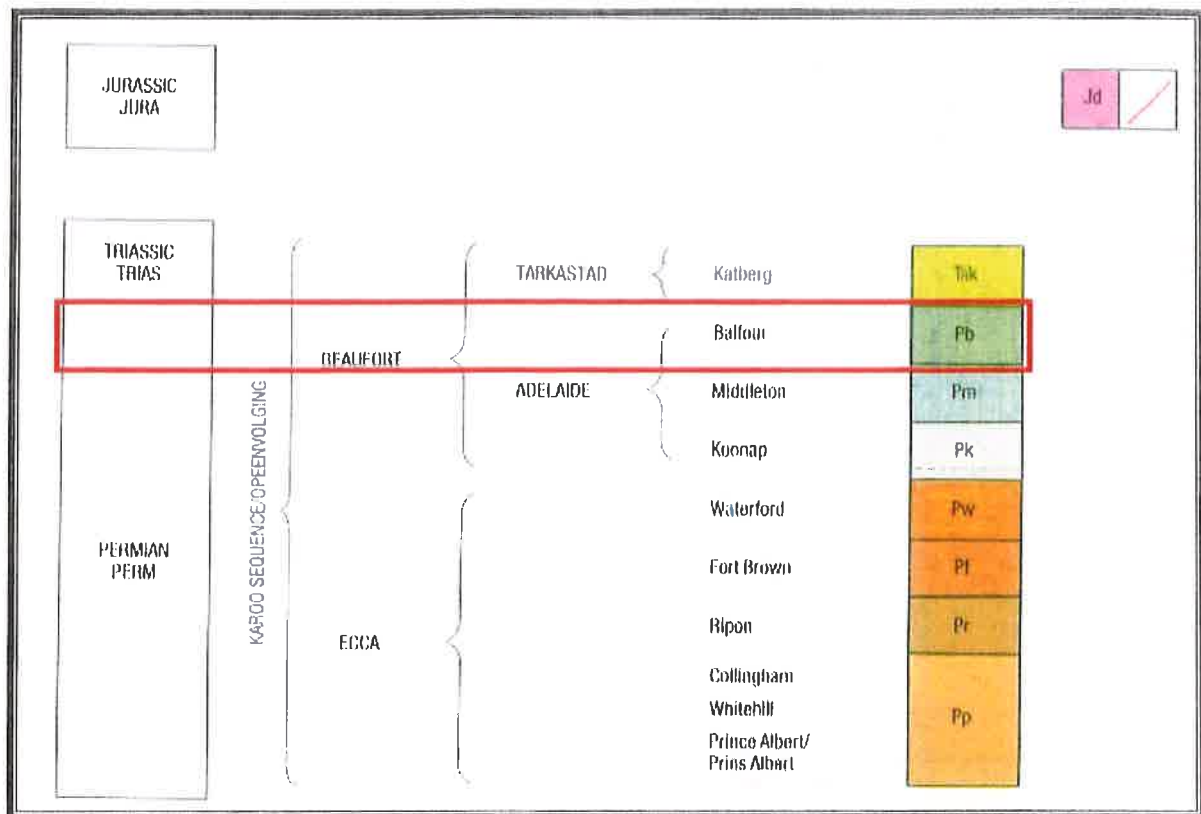 JURASSIC
JURA
Jd
TRIASSIC
TRIAS
TARKASTAD
Katberg
Tak
Balfour
Pb
BEAUFORT
ADELAIDE
Middleton
Pm
Koonap
Pk
KAROO SEQUENCE/OPEENVOLGING
Waterford
Pw
PERMIAN
PERM
Fort Brown
Pf
ECCA
Ripon
Pr
Collingham
Whitehill
Pp
Prince Albert/
Prins Albert